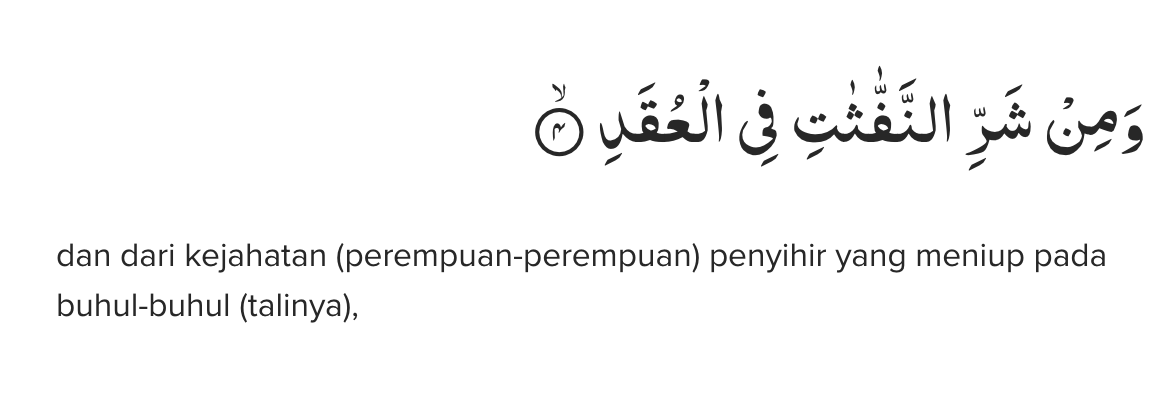 وَمِنْ شَرِّ النَّفّٰثٰتِ فِى الْعُقَدِ ۙ ٤
dan dari kejahatan (perempuan-perempuan) penyihir yang meniup pada
buhul-buhul (talinya),